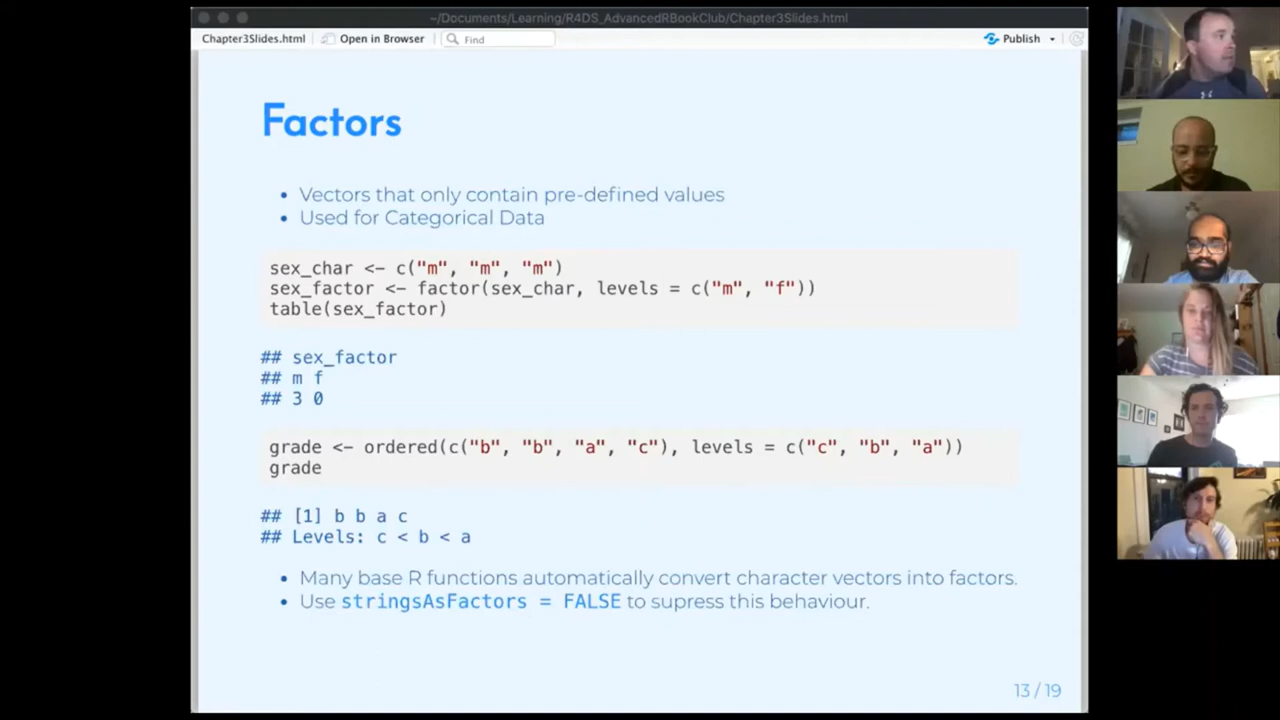 ~/Documents/Learning/R4DS_AdvancedRBookClub/Chapter3Slides.html
Chapter3Slides.html Open in Browser Find Publish
Factors
• Vectors that only contain pre-defined values
• Used for Categorical Data
sex_char <- c("m", "m", "m")
sex_factor <- factor(sex_char, levels = c("m", "f"))
table(sex_factor)
## sex_factor
## m f
## 3 0
grade <- ordered(c("b", "b", "a", "c"), levels = c("c", "b", "a"))
grade
## [1] b b a c
## Levels: c < b < a
• Many base R functions automatically convert character vectors into factors.
• Use stringsAsFactors = FALSE to supress this behaviour.
13 / 19